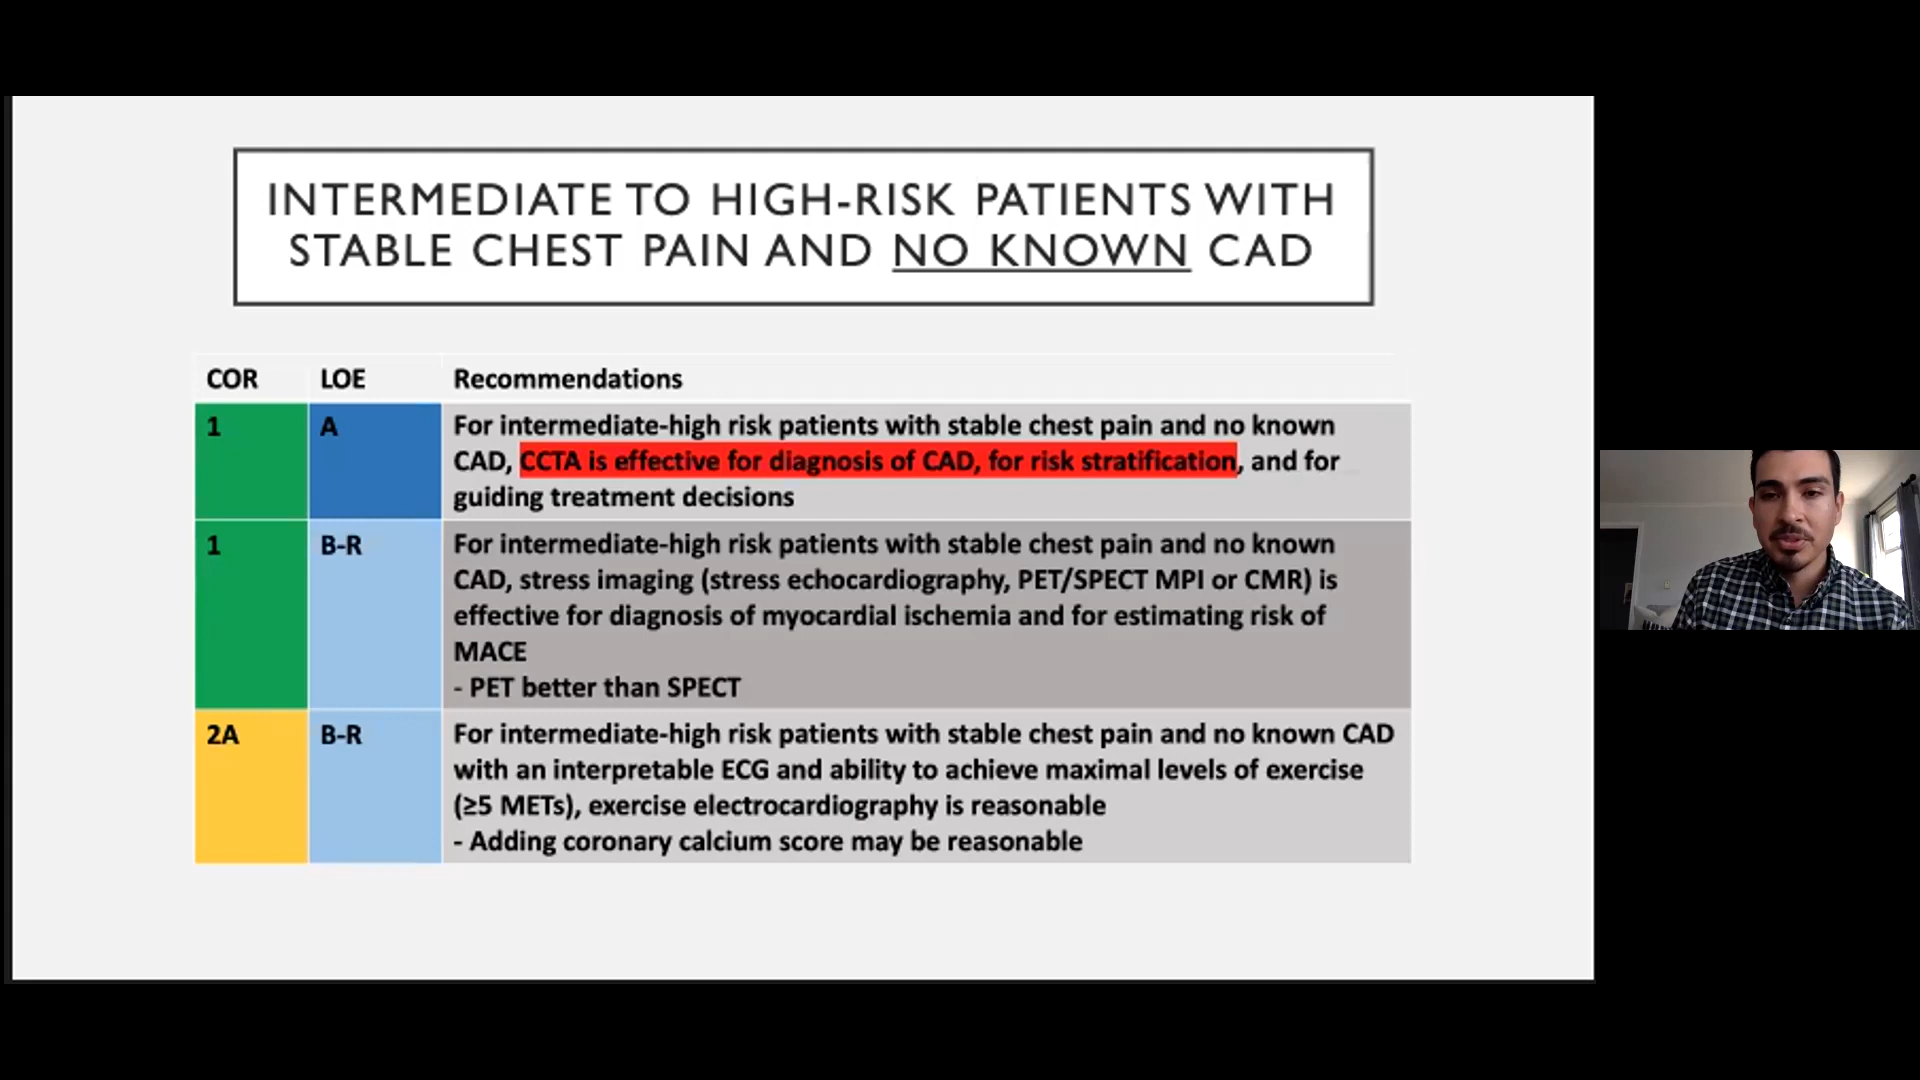 INTERMEDIATE TO HIGH-RISK PATIENTS WITH
STABLE CHEST PAIN AND NO KNOWN CAD
COR LOE Recommendations
1 A For intermediate-high risk patients with stable chest pain and no known
CAD, CCTA is effective for diagnosis of CAD, for risk stratification, and for
guiding treatment decisions
1 B-R For intermediate-high risk patients with stable chest pain and no known
CAD, stress imaging (stress echocardiography, PET/SPECT MPI or CMR) is
effective for diagnosis of myocardial ischemia and for estimating risk of
MACE
- PET better than SPECT
2A B-R For intermediate-high risk patients with stable chest pain and no known CAD
with an interpretable ECG and ability to achieve maximal levels of exercise
(≥5 METs), exercise electrocardiography is reasonable
- Adding coronary calcium score may be reasonable